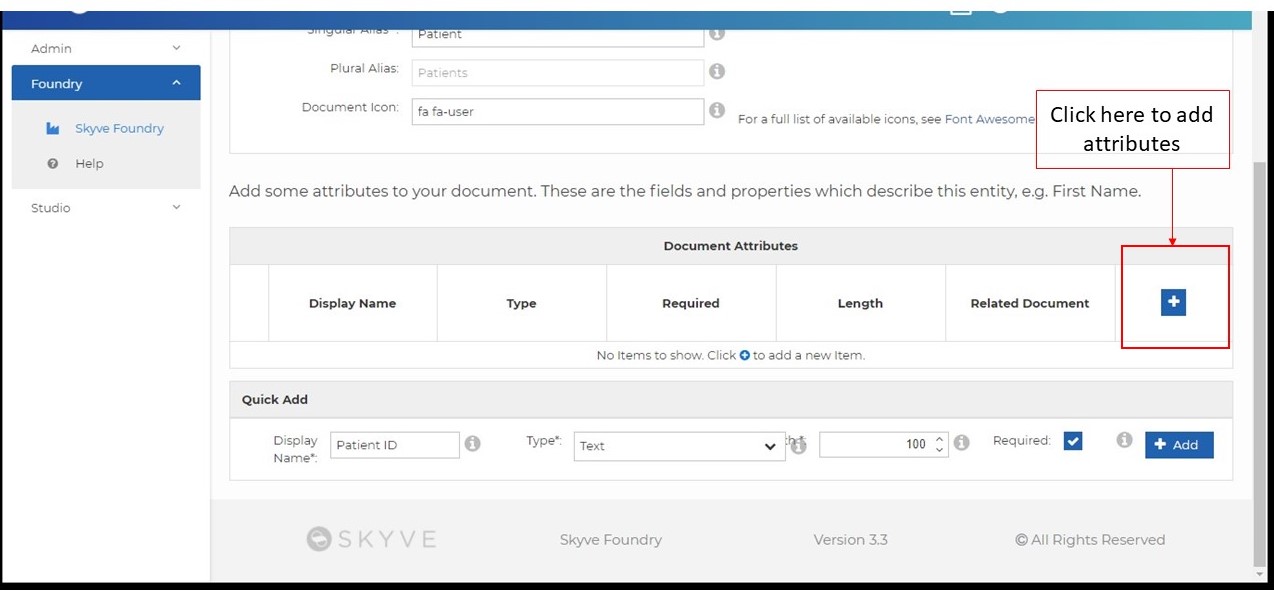 Admin
Foundry
Skyve Foundry
Help
Studio
Singular Alias*: Patient
Plural Alias: Patients
Document Icon: fa fa-user
For a full list of available icons, see Font Awesome
Click here to add
attributes
Add some attributes to your document. These are the fields and properties which describe this entity, e.g. First Name.
Document Attributes
Display Name Type Required Length Related Document
No Items to show. Click to add a new Item.
Quick Add
Display Name*: Patient ID Type*: Text 100 Required: Add
SKYVE Skyve Foundry Version 3.3 © All Rights Reserved